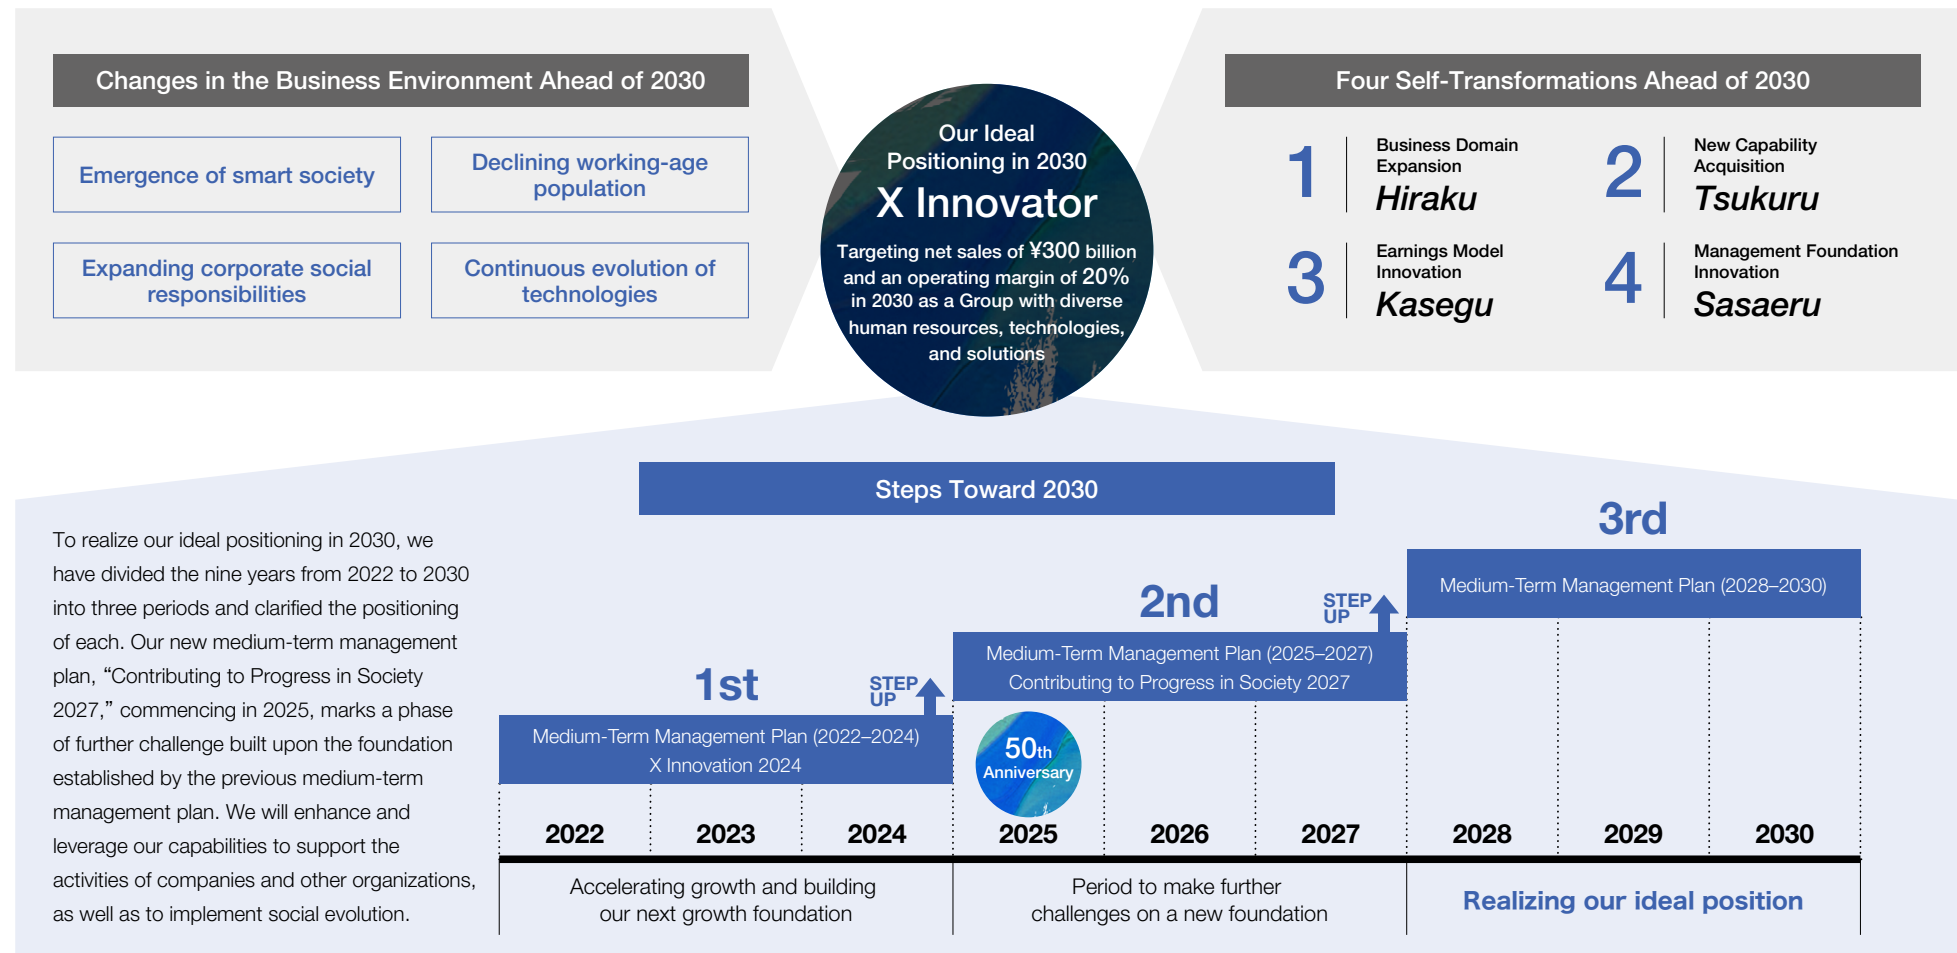 Changes in the Business Environment Ahead of 2030
Emergence of smart society
Declining working-age
population
Expanding corporate social
responsibilities
Continuous evolution of
technologies
Our Ideal
Positioning in 2030
X Innovator
Targeting net sales of ¥300 billion
and an operating margin of 20%
in 2030 as a Group with diverse
human resources, technologies,
and solutions
Four Self-Transformations Ahead of 2030
1
Business Domain
Expansion
Hiraku
2
New Capability
Acquisition
Tsukuru
3
Earnings Model
Innovation
Kasegu
4
Management Foundation
Innovation
Sasaeru
Steps Toward 2030
To realize our ideal positioning in 2030, we
have divided the nine years from 2022 to 2030
into three periods and clarified the positioning
of each. Our new medium-term management
plan, “Contributing to Progress in Society
2027,” commencing in 2025, marks a phase
of further challenge built upon the foundation
established by the previous medium-term
management plan. We will enhance and
leverage our capabilities to support the
activities of companies and other organizations,
as well as to implement social evolution.
1st
STEP
UP
Medium-Term Management Plan (2022–2024)
X Innovation 2024
2nd
STEP
UP
Medium-Term Management Plan (2025–2027)
Contributing to Progress in Society 2027
3rd
Medium-Term Management Plan (2028–2030)
50th
Anniversary
2022 2023 2024 2025 2026 2027 2028 2029 2030
Accelerating growth and building
our next growth foundation
Period to make further
challenges on a new foundation
Realizing our ideal position